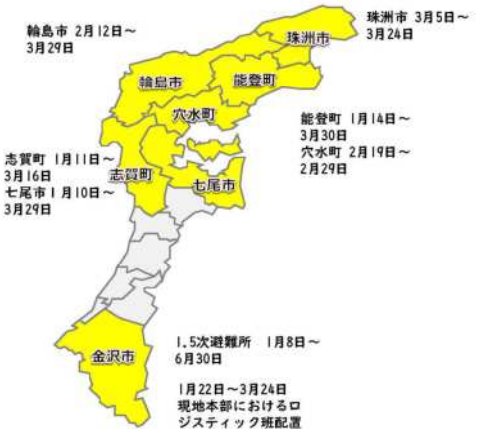 輪島市 2月12日～
3月29日
珠洲市 3月5日～
3月24日
珠洲市
輪島市
能登町
穴水町
能登町 1月14日～
3月30日
穴水町 2月19日～
2月29日
志賀町 1月11日～
3月16日
七尾市1月10日～
3月29日
志賀町
七尾市
金沢市
1.5次避難所 1月8日～
6月30日
1月22日～3月24日
現地本部におけるロ
ジスティック班配置